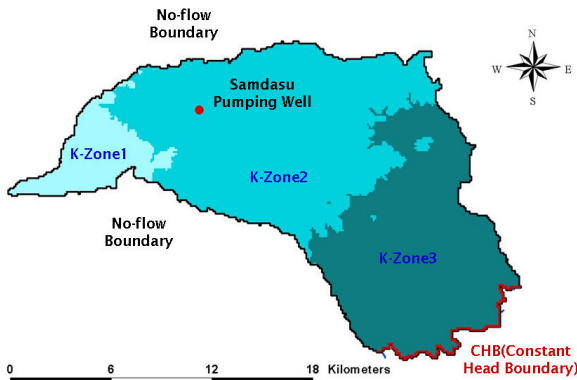 No-flow
Boundary
N
W E
S
Samdasu
Pumping Well
K-Zone1
K-Zone2
No-flow
Boundary
K-Zone3
CHB(Constant
Head Boundary)
0 6 12 18 Kilometers